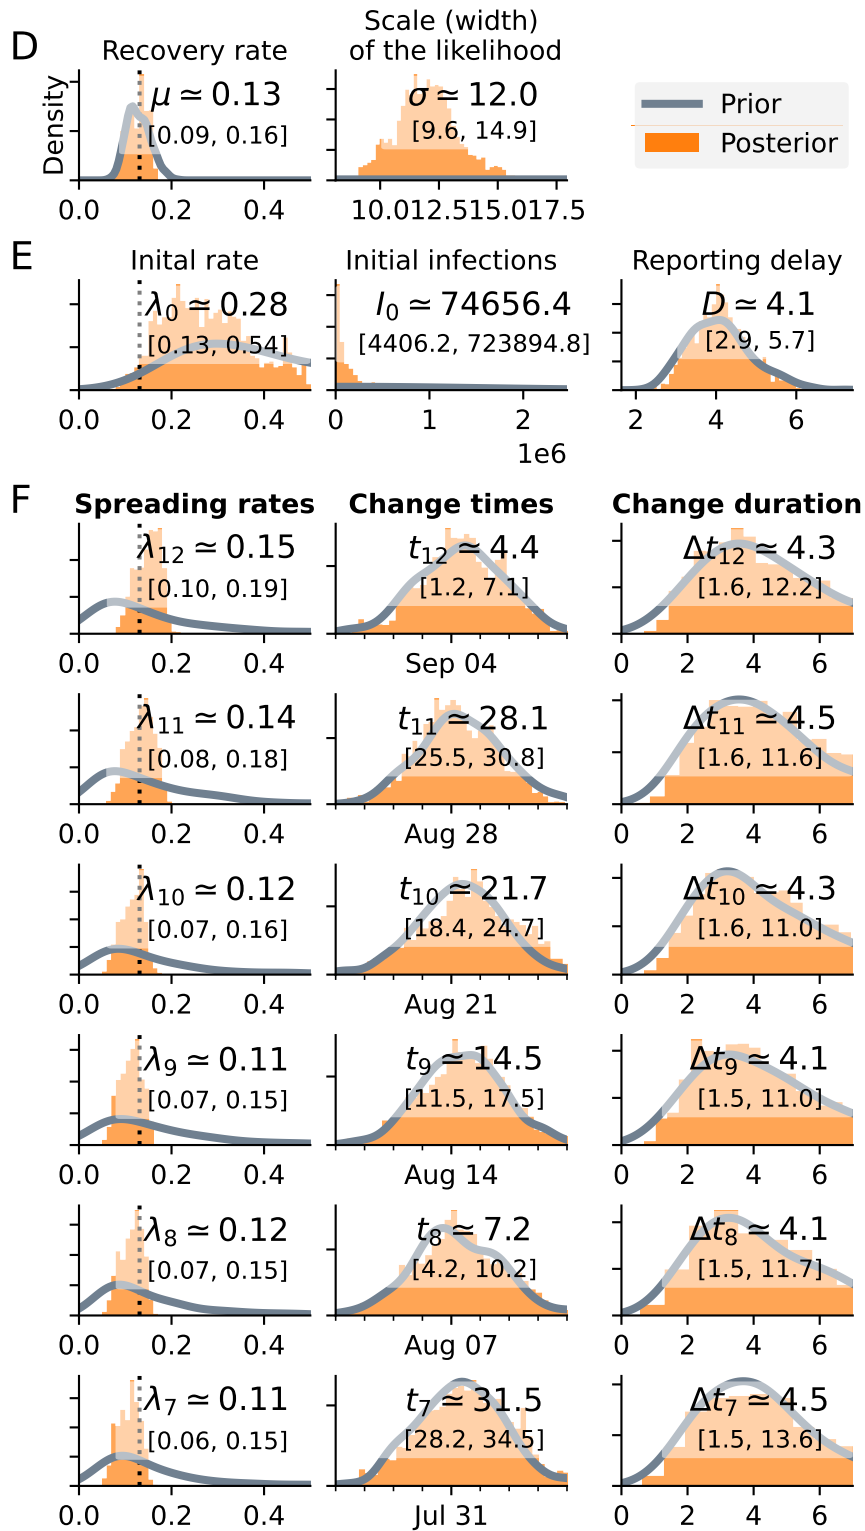 D
Recovery rate
Scale (width)
of the likelihood
Density
μ ≃ 0.13
[0.09, 0.16]
0.0 0.2 0.4
σ ≃ 12.0
[9.6, 14.9]
10.0 12.5 15.0 17.5
Prior
Posterior
E
Inital rate
λ0 ≃ 0.28
[0.13, 0.54]
0.0 0.2 0.4
Initial infections
I0 ≃ 74656.4
[4406.2, 723894.8]
0 1 2
1e6
Reporting delay
D ≃ 4.1
[2.9, 5.7]
2 4 6
F
Spreading rates Change times Change duration
λ12 ≃ 0.15 t12 ≃ 4.4 Δt12 ≃ 4.3
[0.10, 0.19] [1.2, 7.1] [1.6, 12.2]
0.0 0.2 0.4 Sep 04 0 2 4 6
λ11 ≃ 0.14 t11 ≃ 28.1 Δt11 ≃ 4.5
[0.08, 0.18] [25.5, 30.8] [1.6, 11.6]
0.0 0.2 0.4 Aug 28 0 2 4 6
λ10 ≃ 0.12 t10 ≃ 21.7 Δt10 ≃ 4.3
[0.07, 0.16] [18.4, 24.7] [1.6, 11.0]
0.0 0.2 0.4 Aug 21 0 2 4 6
λ9 ≃ 0.11 t9 ≃ 14.5 Δt9 ≃ 4.1
[0.07, 0.15] [11.5, 17.5] [1.5, 11.0]
0.0 0.2 0.4 Aug 14 0 2 4 6
λ8 ≃ 0.12 t8 ≃ 7.2 Δt8 ≃ 4.1
[0.07, 0.15] [4.2, 10.2] [1.5, 11.7]
0.0 0.2 0.4 Aug 07 0 2 4 6
λ7 ≃ 0.11 t7 ≃ 31.5 Δt7 ≃ 4.5
[0.06, 0.15] [28.2, 34.5] [1.5, 13.6]
0.0 0.2 0.4 Jul 31 0 2 4 6